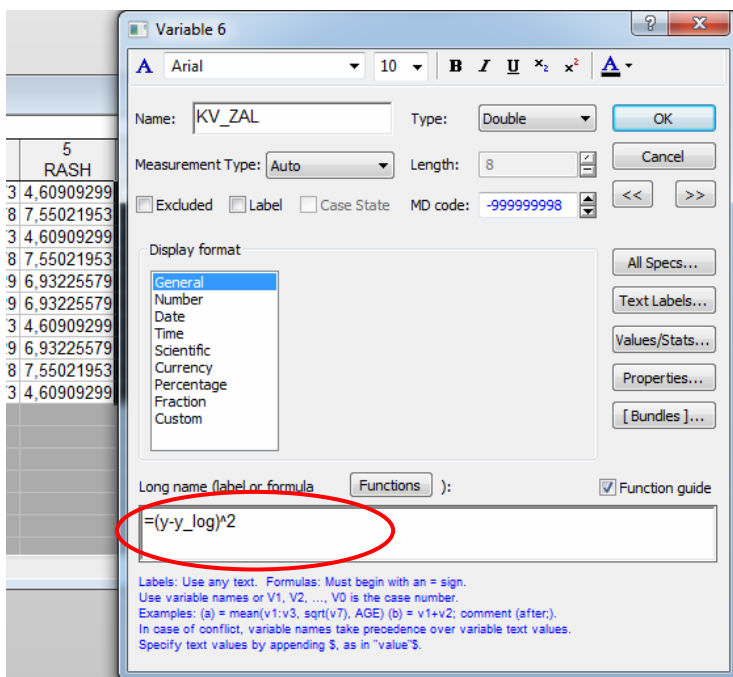 Variable 6
A Arial 10 B I U ×₂ ×² A
5
RASH
3 4,60909299
8 7,55021953
3 4,60909299
8 7,55021953
9 6,93225579
9 6,93225579
3 4,60909299
9 6,93225579
8 7,55021953
3 4,60909299
Name: KV_ZAL Type: Double OK
Measurement Type: Auto Length: 8 Cancel
Excluded Label Case State MD code: -999999998 << >>
Display format
General
Number
Date
Time
Scientific
Currency
Percentage
Fraction
Custom
All Specs...
Text Labels...
Values/Stats...
Properties...
[ Bundles ]...
Long name (label or formula Functions ): Function guide
=(y-y_log)^2
Labels: Use any text. Formulas: Must begin with an = sign.
Use variable names or V1, V2, ..., V0 is the case number.
Examples: (a) = mean(v1:v3, sqrt(v7), AGE) (b) = v1+v2; comment (after;).
In case of conflict, variable names take precedence over variable text values.
Specify text values by appending $, as in "value"$.